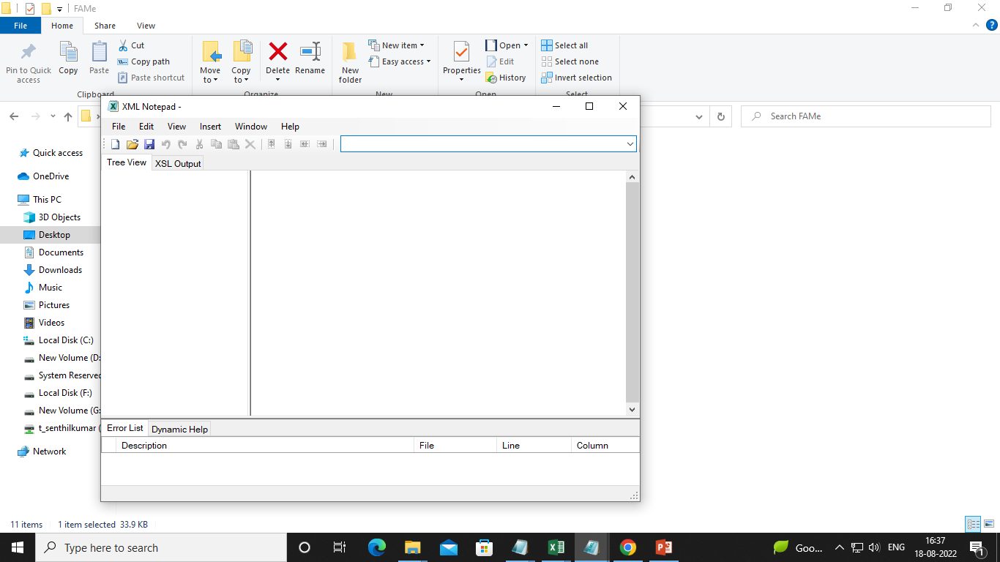 FAMe
File Home Share View
Pin to Quick access
Copy
Paste
Cut
Copy path
Paste shortcut
Clipboard
Move to
Copy to
Delete
Rename
Organize
New folder
New item
Easy access
New
Properties
Open
Edit
History
Open
Select all
Select none
Invert selection
Select
Search FAMe
XML Notepad -
File Edit View Insert Window Help
Tree View XSL Output
Quick access
OneDrive
This PC
3D Objects
Desktop
Documents
Downloads
Music
Pictures
Videos
Local Disk (C:)
New Volume (D:
System Reserved
Local Disk (F:)
New Volume (G:
t_senthilkumar (
Network
Error List Dynamic Help
Description File Line Column
11 items 1 item selected 33.9 KB
Type here to search
Goo...
ENG
16:37
18-08-2022
1